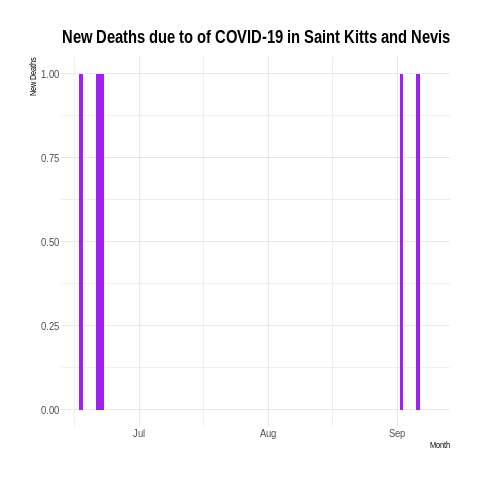 New Deaths due to of COVID-19 in Saint Kitts and Nevis
New Deaths
1.00
0.75
0.50
0.25
0.00
Jul Aug Sep
Month